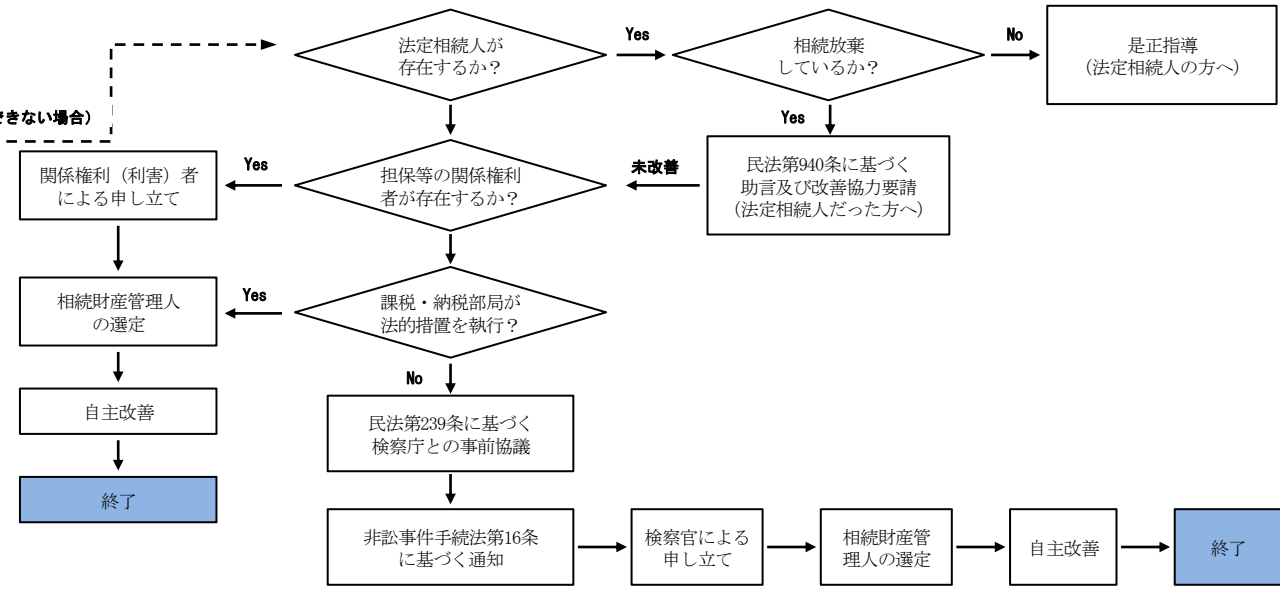 法定相続人が
存在するか？
Yes
相続放棄
しているか？
No
是正指導
(法定相続人の方へ)
できない場合)
Yes
関係権利（利害）者
による申し立て
Yes
担保等の関係権利
者が存在するか？
未改善
民法第940条に基づく
助言及び改善協力要請
(法定相続人だった方へ)
相続財産管理人
の選定
Yes
課税・納税部局が
法的措置を執行？
No
自主改善
民法第239条に基づく
検察庁との事前協議
終了
非訟事件手続法第16条
に基づく通知
検察官による
申し立て
相続財産管
理人の選定
自主改善
終了